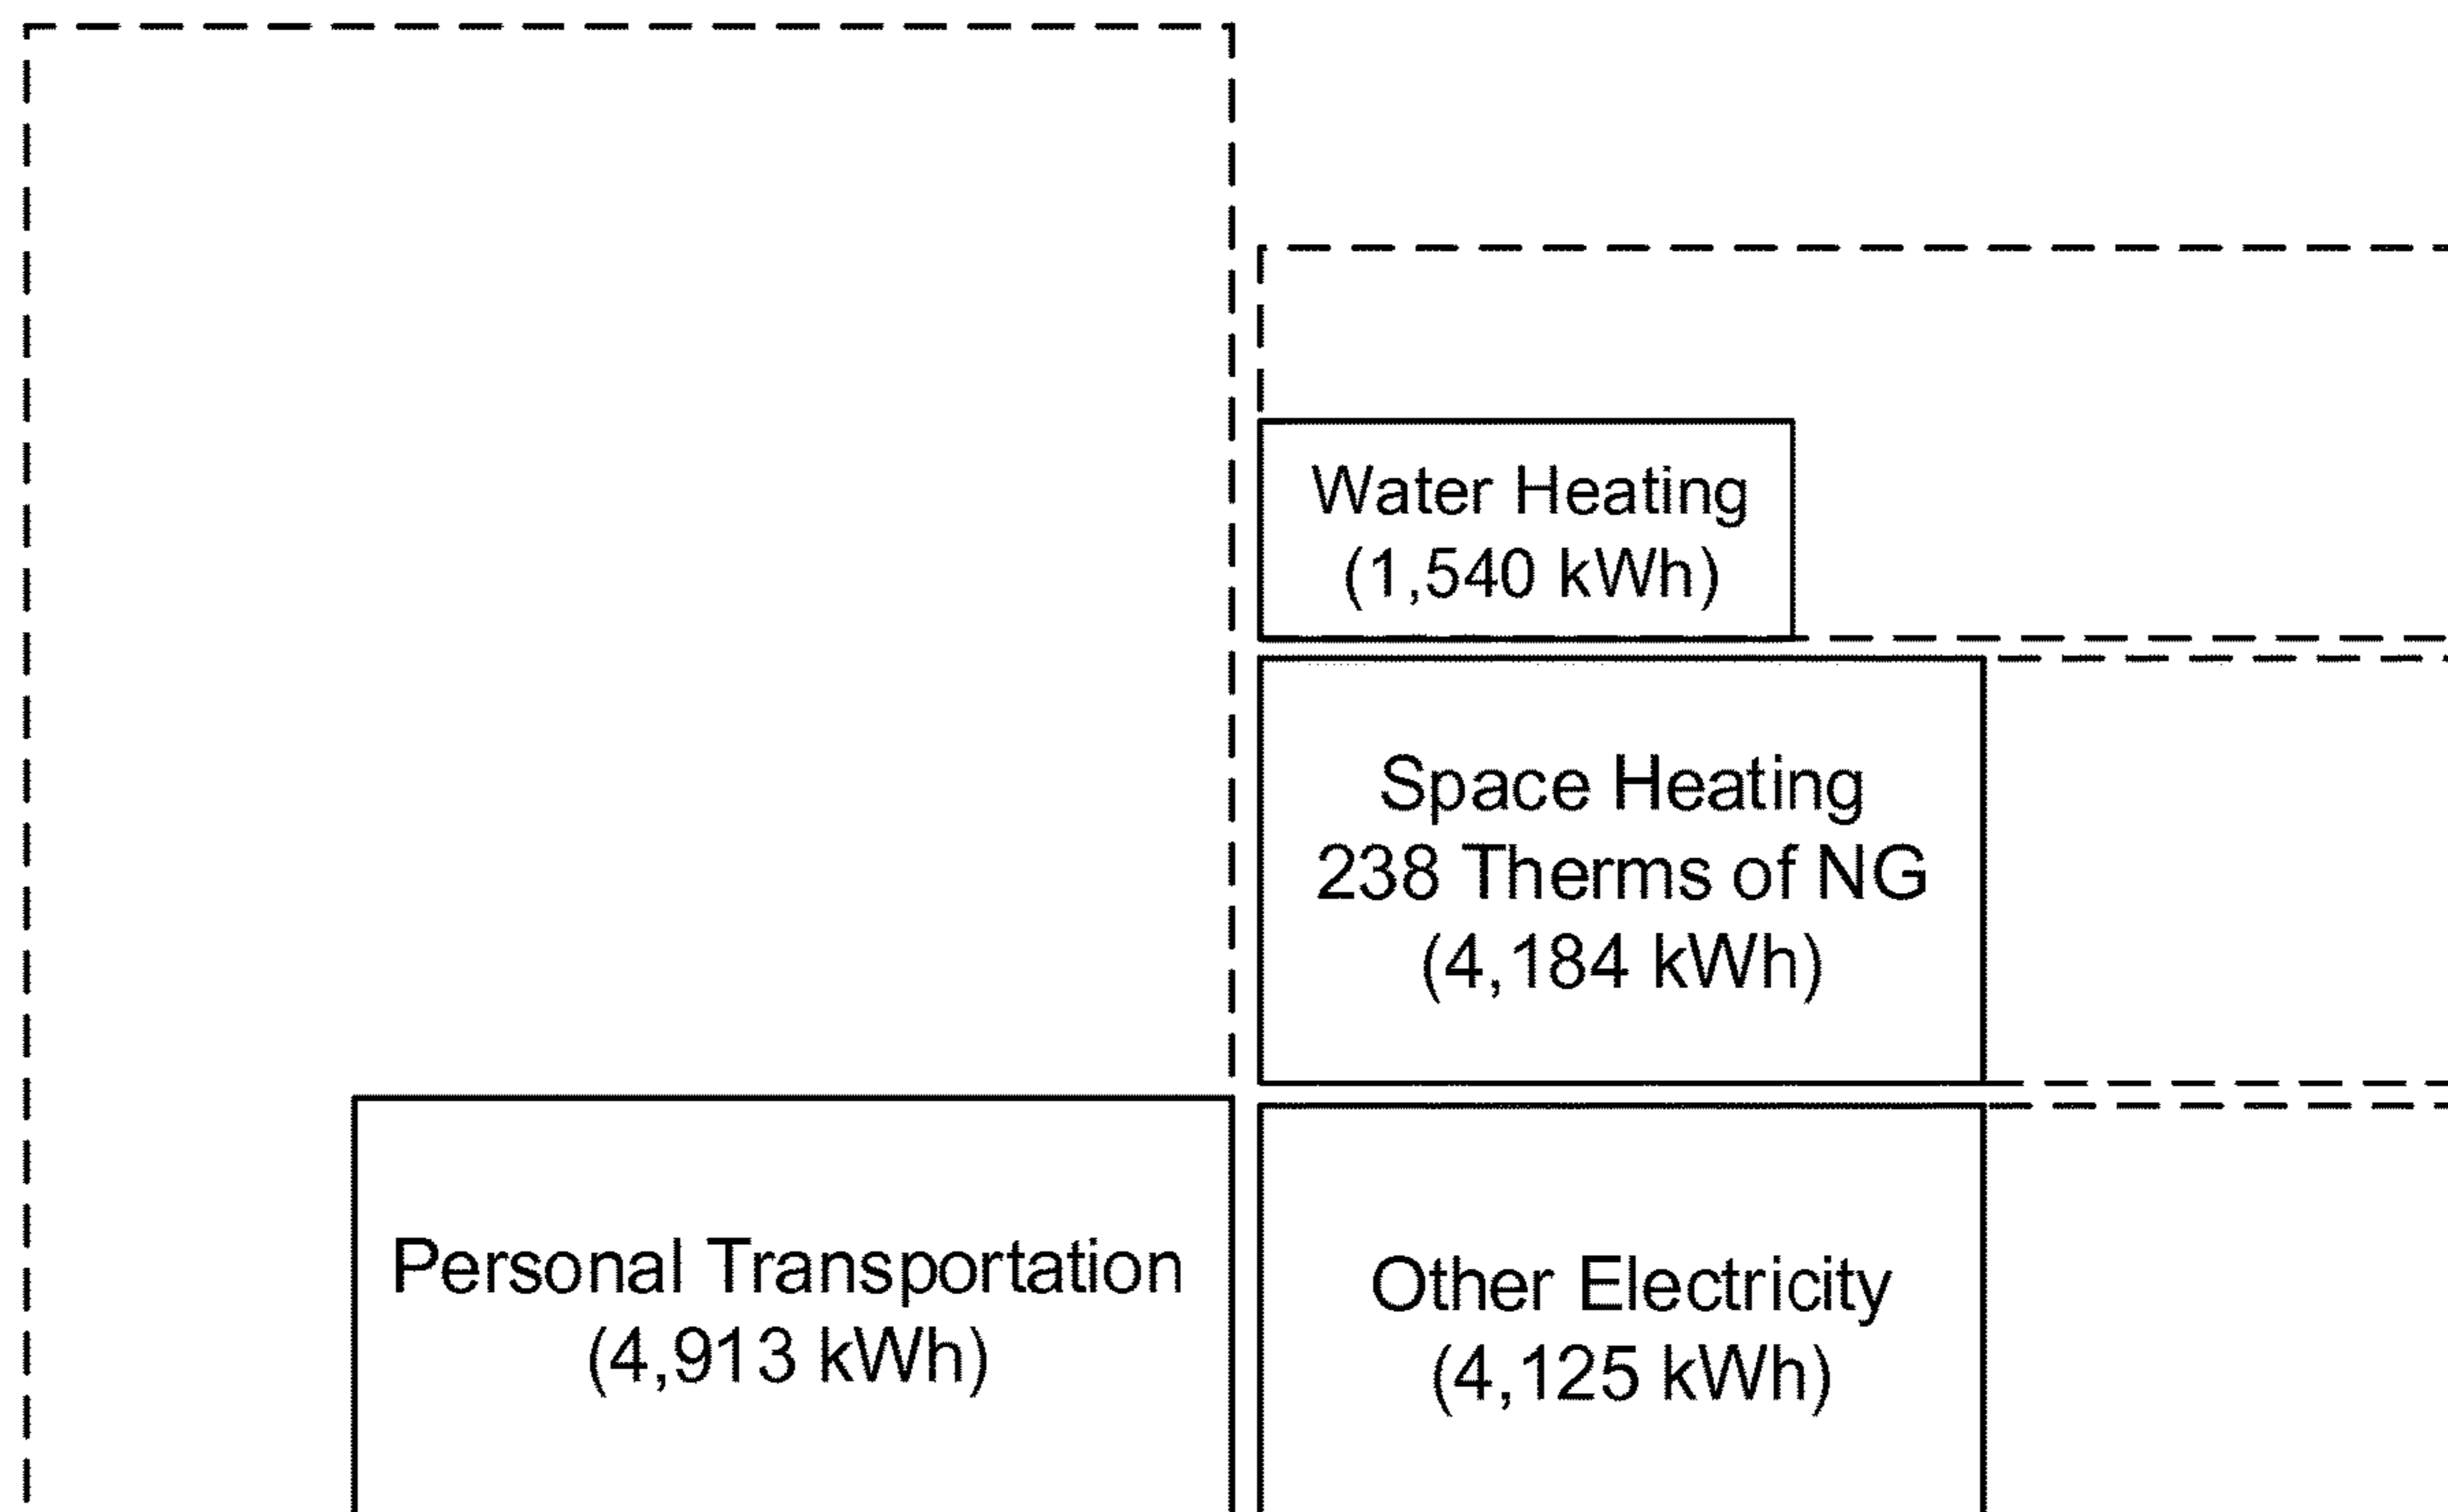 Water Heating
(1,540 kWh)
Space Heating
238 Therms of NG
(4,184 kWh)
Personal Transportation
(4,913 kWh)
Other Electricity
(4,125 kWh)